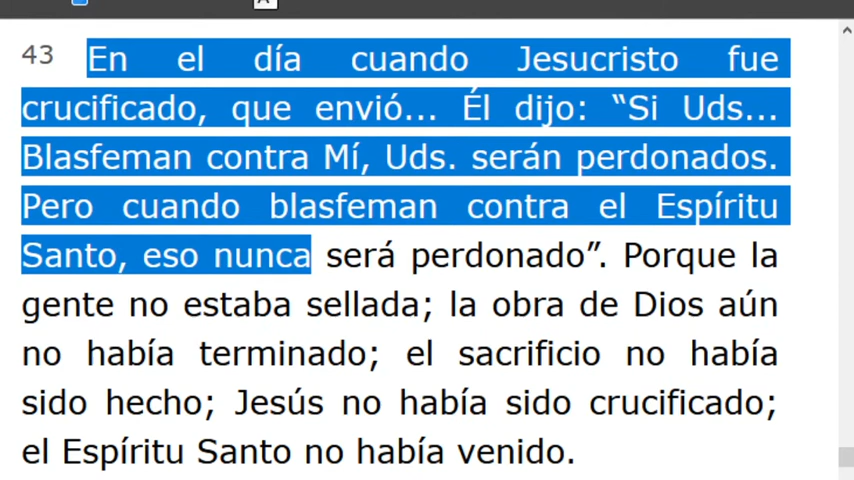 43 En el día cuando Jesucristo fue
crucificado, que envió... Él dijo: “Si Uds...
Blasfeman contra Mí, Uds. serán perdonados.
Pero cuando blasfeman contra el Espíritu
Santo, eso nunca será perdonado”. Porque la
gente no estaba sellada; la obra de Dios aún
no había terminado; el sacrificio no había
sido hecho; Jesús no había sido crucificado;
el Espíritu Santo no había venido.